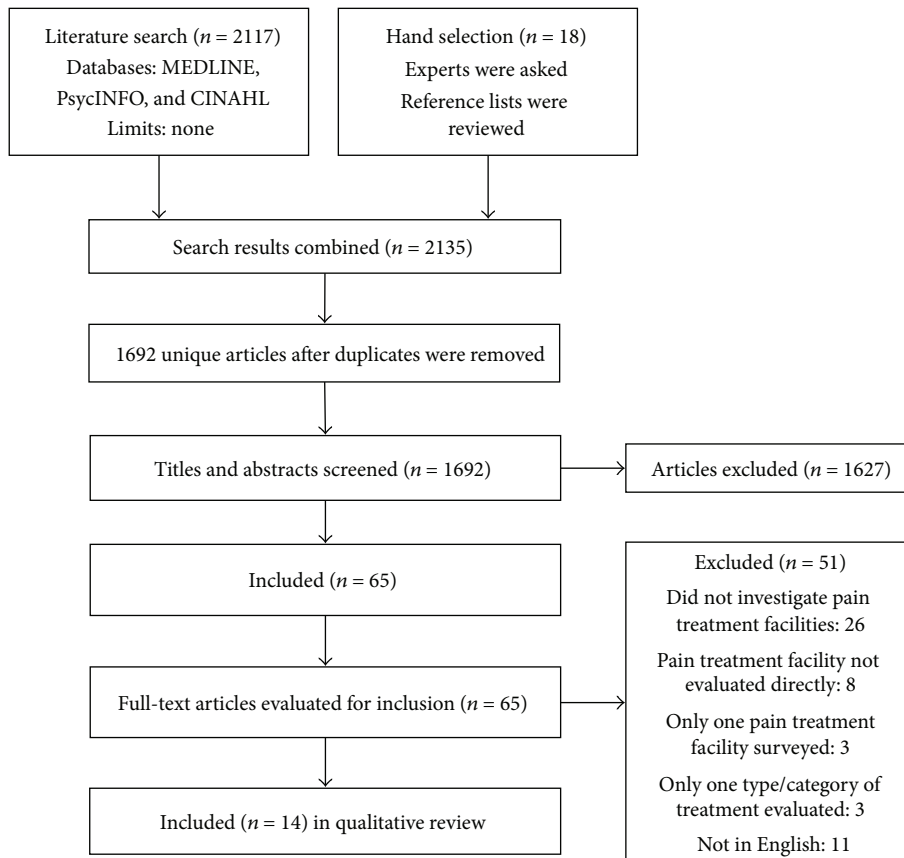 Literature search (n = 2117)
Databases: MEDLINE,
PsycINFO, and CINAHL
Limits: none
Hand selection (n = 18)
Experts were asked
Reference lists were
reviewed
Search results combined (n = 2135)
1692 unique articles after duplicates were removed
Titles and abstracts screened (n = 1692)
Articles excluded (n = 1627)
Included (n = 65)
Full-text articles evaluated for inclusion (n = 65)
Excluded (n = 51)
Did not investigate pain
treatment facilities: 26
Pain treatment facility not
evaluated directly: 8
Only one pain treatment
facility surveyed: 3
Only one type/category of
treatment evaluated: 3
Not in English: 11
Included (n = 14) in qualitative review